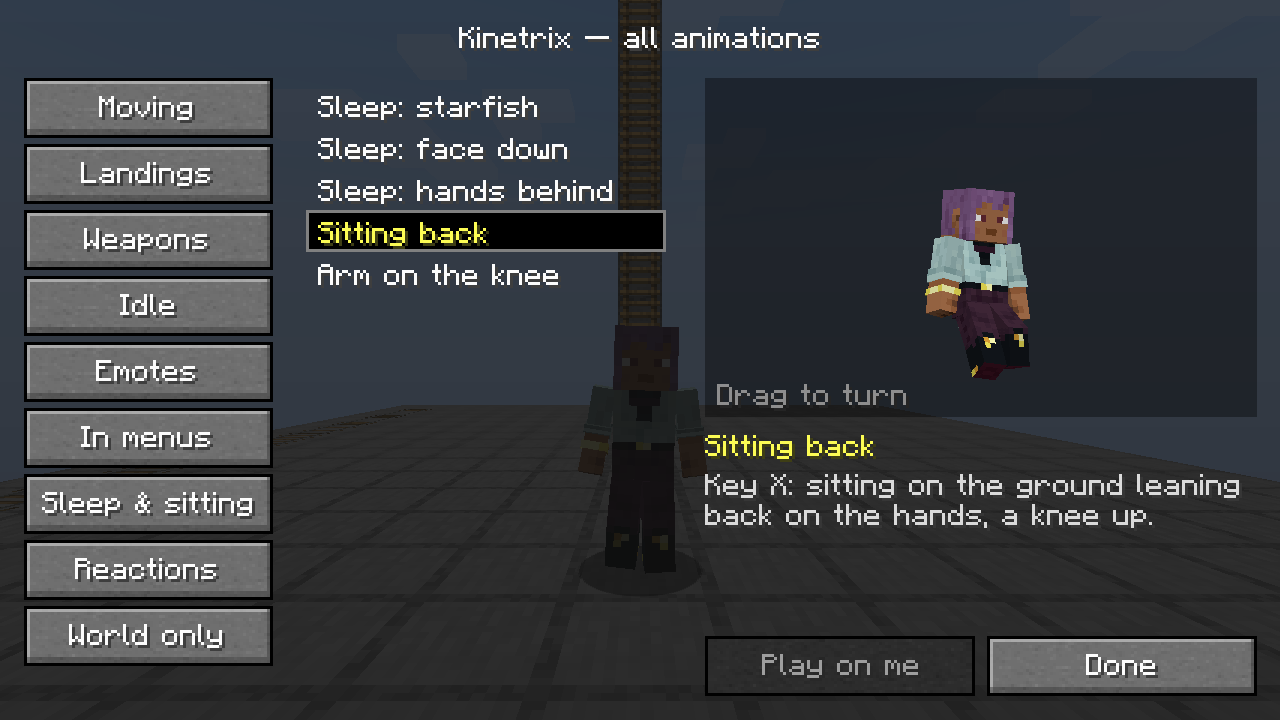 Kinetrix — all animations
Moving
Landings
Weapons
Idle
Emotes
In menus
Sleep & sitting
Reactions
World only
Sleep: starfish
Sleep: face down
Sleep: hands behind
Sitting back
Arm on the knee
Drag to turn
Sitting back
Key X: sitting on the ground leaning
back on the hands, a knee up.
Play on me
Done